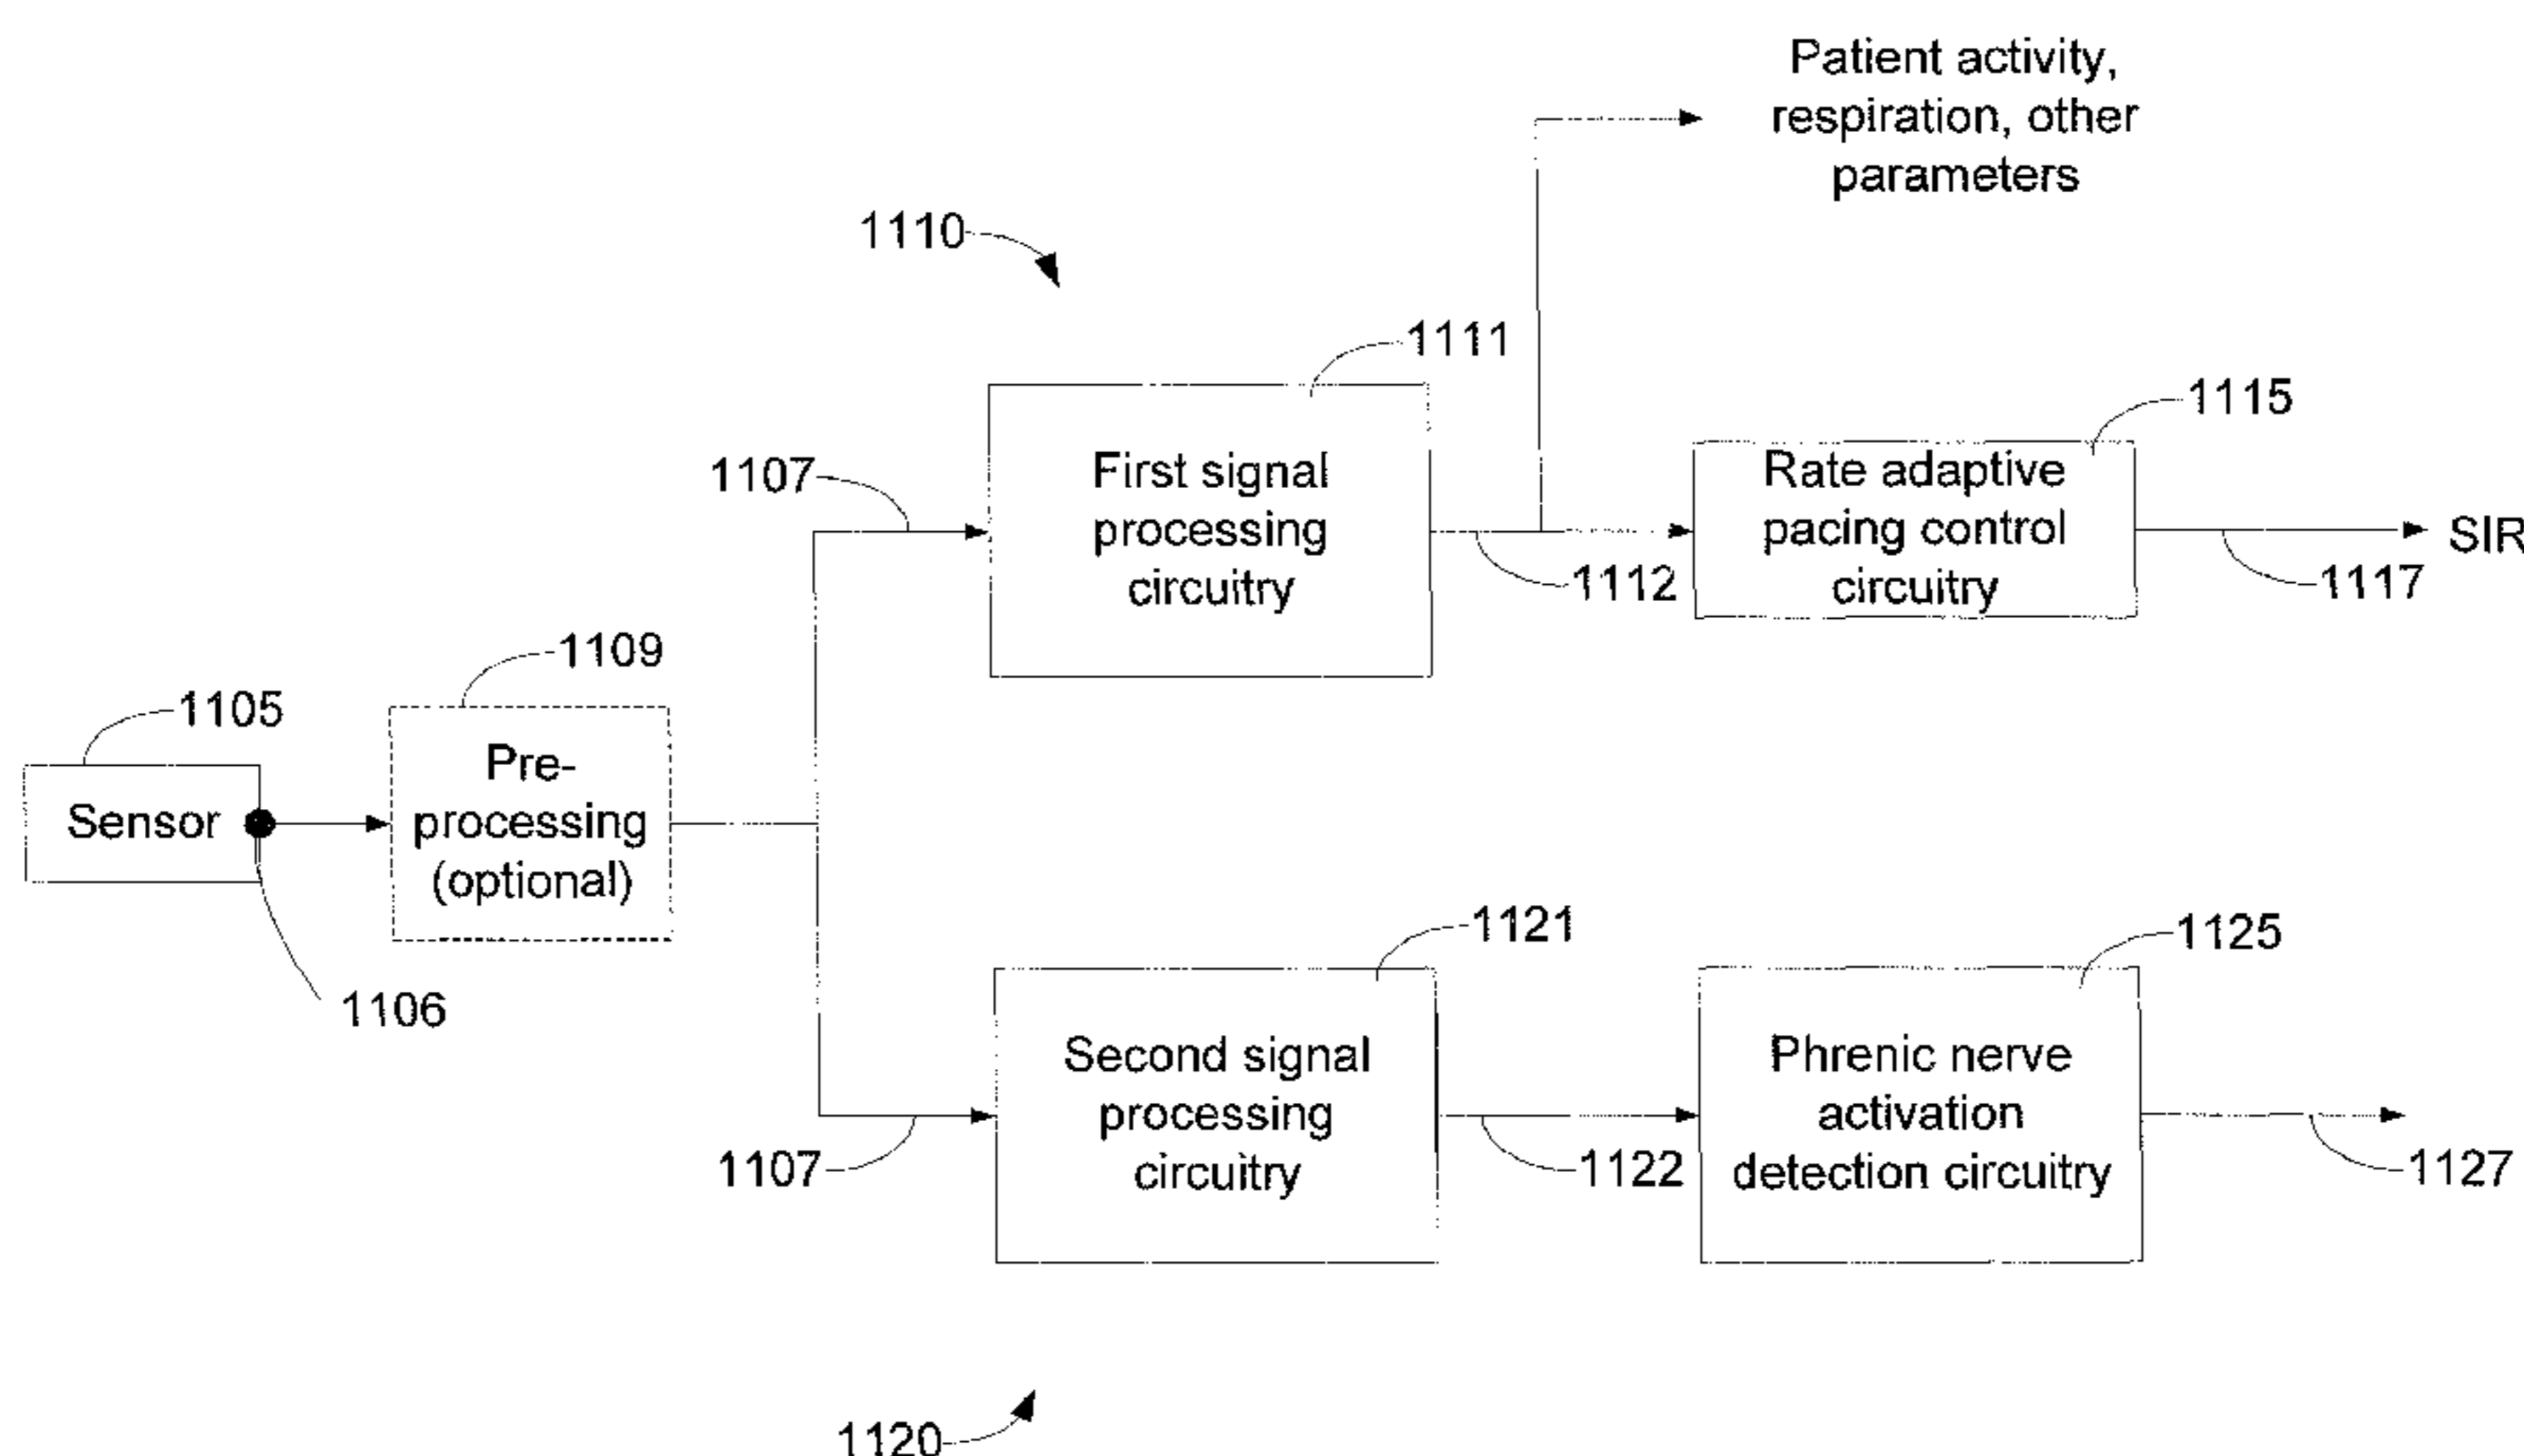 Patient activity,
respiration, other
parameters
1110
1111
1115
1107
First signal
processing
circuitry
Rate adaptive
pacing control
circuitry
SIR
1112
1117
1109
1105
Pre-
processing
(optional)
Sensor
1106
1121
1125
Second signal
processing
circuitry
Phrenic nerve
activation
detection circuitry
1107
1122
1127
1120